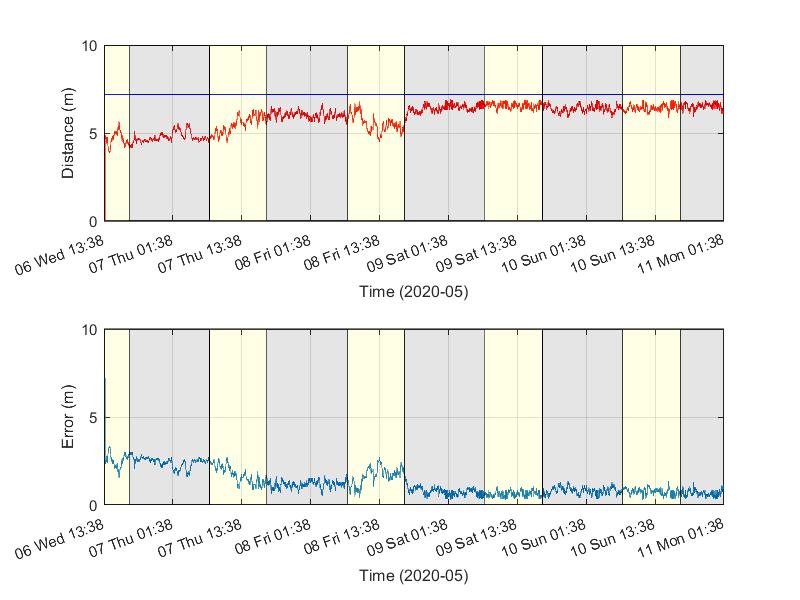 10
5
0
Distance (m)
06 Wed 13:38
07 Thu 01:38
07 Thu 13:38
08 Fri 01:38
08 Fri 13:38
09 Sat 01:38
09 Sat 13:38
10 Sun 01:38
10 Sun 13:38
11 Mon 01:38
Time (2020-05)
10
5
0
Error (m)
06 Wed 13:38
07 Thu 01:38
07 Thu 13:38
08 Fri 01:38
08 Fri 13:38
09 Sat 01:38
09 Sat 13:38
10 Sun 01:38
10 Sun 13:38
11 Mon 01:38
Time (2020-05)